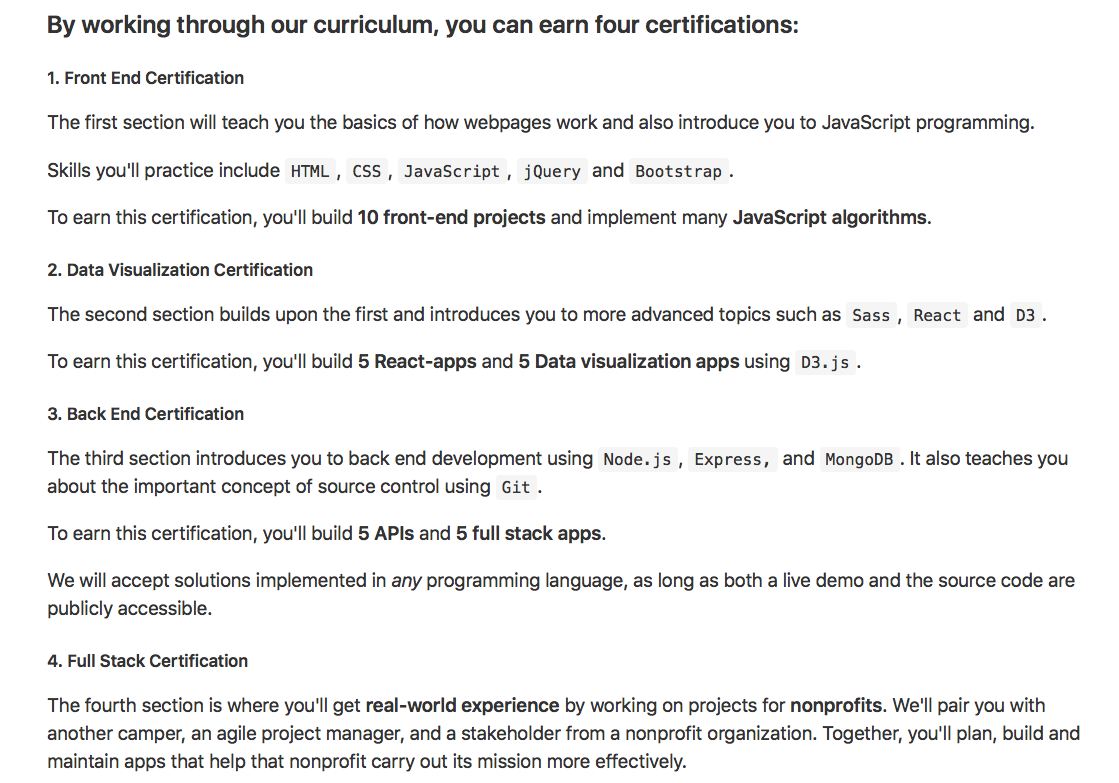 By working through our curriculum, you can earn four certifications:
1. Front End Certification
The first section will teach you the basics of how webpages work and also introduce you to JavaScript programming.
Skills you'll practice include HTML , CSS , JavaScript , jQuery and Bootstrap .
To earn this certification, you'll build 10 front-end projects and implement many JavaScript algorithms.
2. Data Visualization Certification
The second section builds upon the first and introduces you to more advanced topics such as Sass , React and D3 .
To earn this certification, you'll build 5 React-apps and 5 Data visualization apps using D3.js .
3. Back End Certification
The third section introduces you to back end development using Node.js , Express, and MongoDB . It also teaches you
about the important concept of source control using Git .
To earn this certification, you'll build 5 APIs and 5 full stack apps.
We will accept solutions implemented in any programming language, as long as both a live demo and the source code are
publicly accessible.
4. Full Stack Certification
The fourth section is where you'll get real-world experience by working on projects for nonprofits. We'll pair you with
another camper, an agile project manager, and a stakeholder from a nonprofit organization. Together, you'll plan, build and
maintain apps that help that nonprofit carry out its mission more effectively.